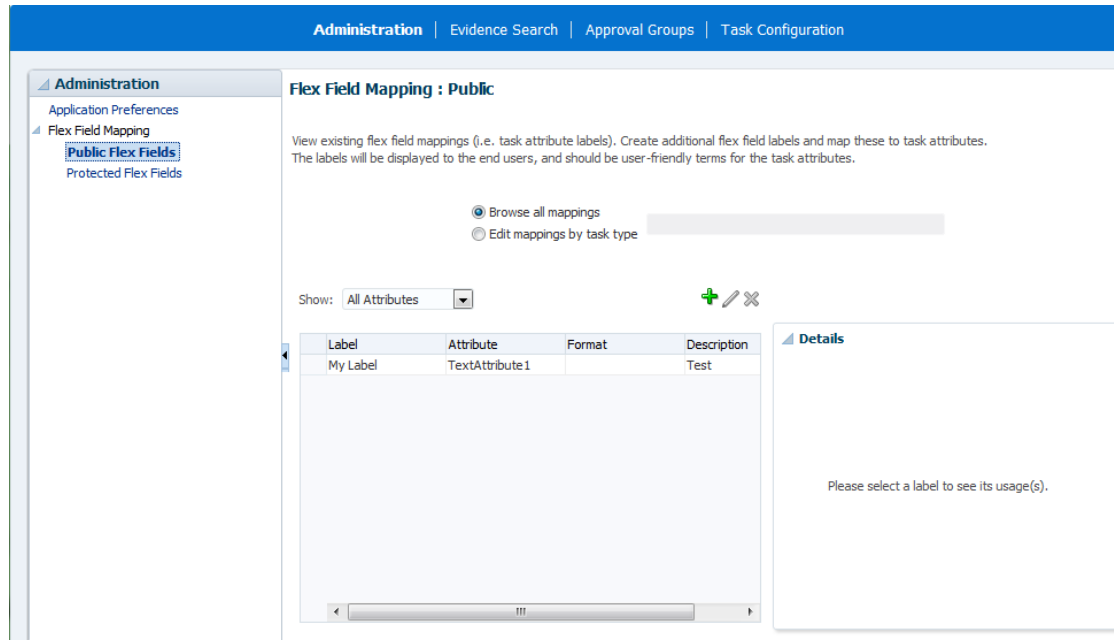 Administration | Evidence Search | Approval Groups | Task Configuration
Administration
Application Preferences
Flex Field Mapping
Public Flex Fields
Protected Flex Fields
Flex Field Mapping : Public
View existing flex field mappings (i.e. task attribute labels). Create additional flex field labels and map these to task attributes.
The labels will be displayed to the end users, and should be user-friendly terms for the task attributes.
Browse all mappings
Edit mappings by task type
Show: All Attributes
Label Attribute Format Description
My Label TextAttribute1 Test
Details
Please select a label to see its usage(s).